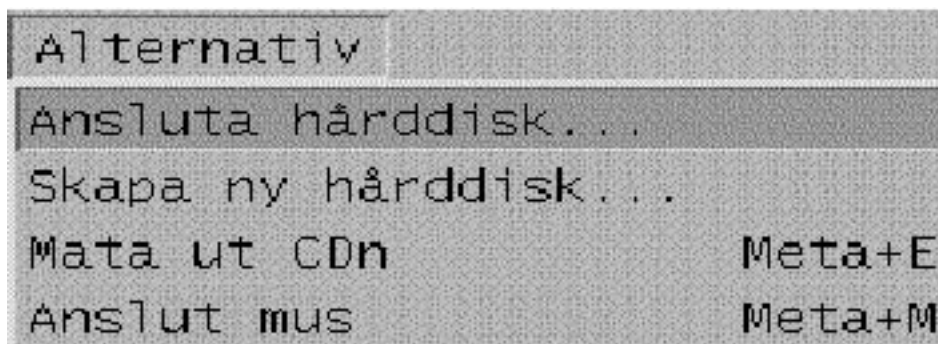 Alternativ
Ansluta hårddisk...
Skapa ny hårddisk...
Mata ut CDn Meta+E
Anslut mus Meta+M